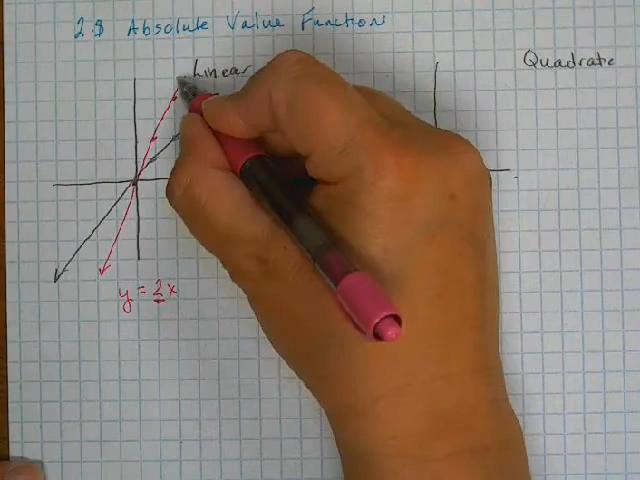 2.8 Absolute Value Function
Linear
Quadratic
y = 2x